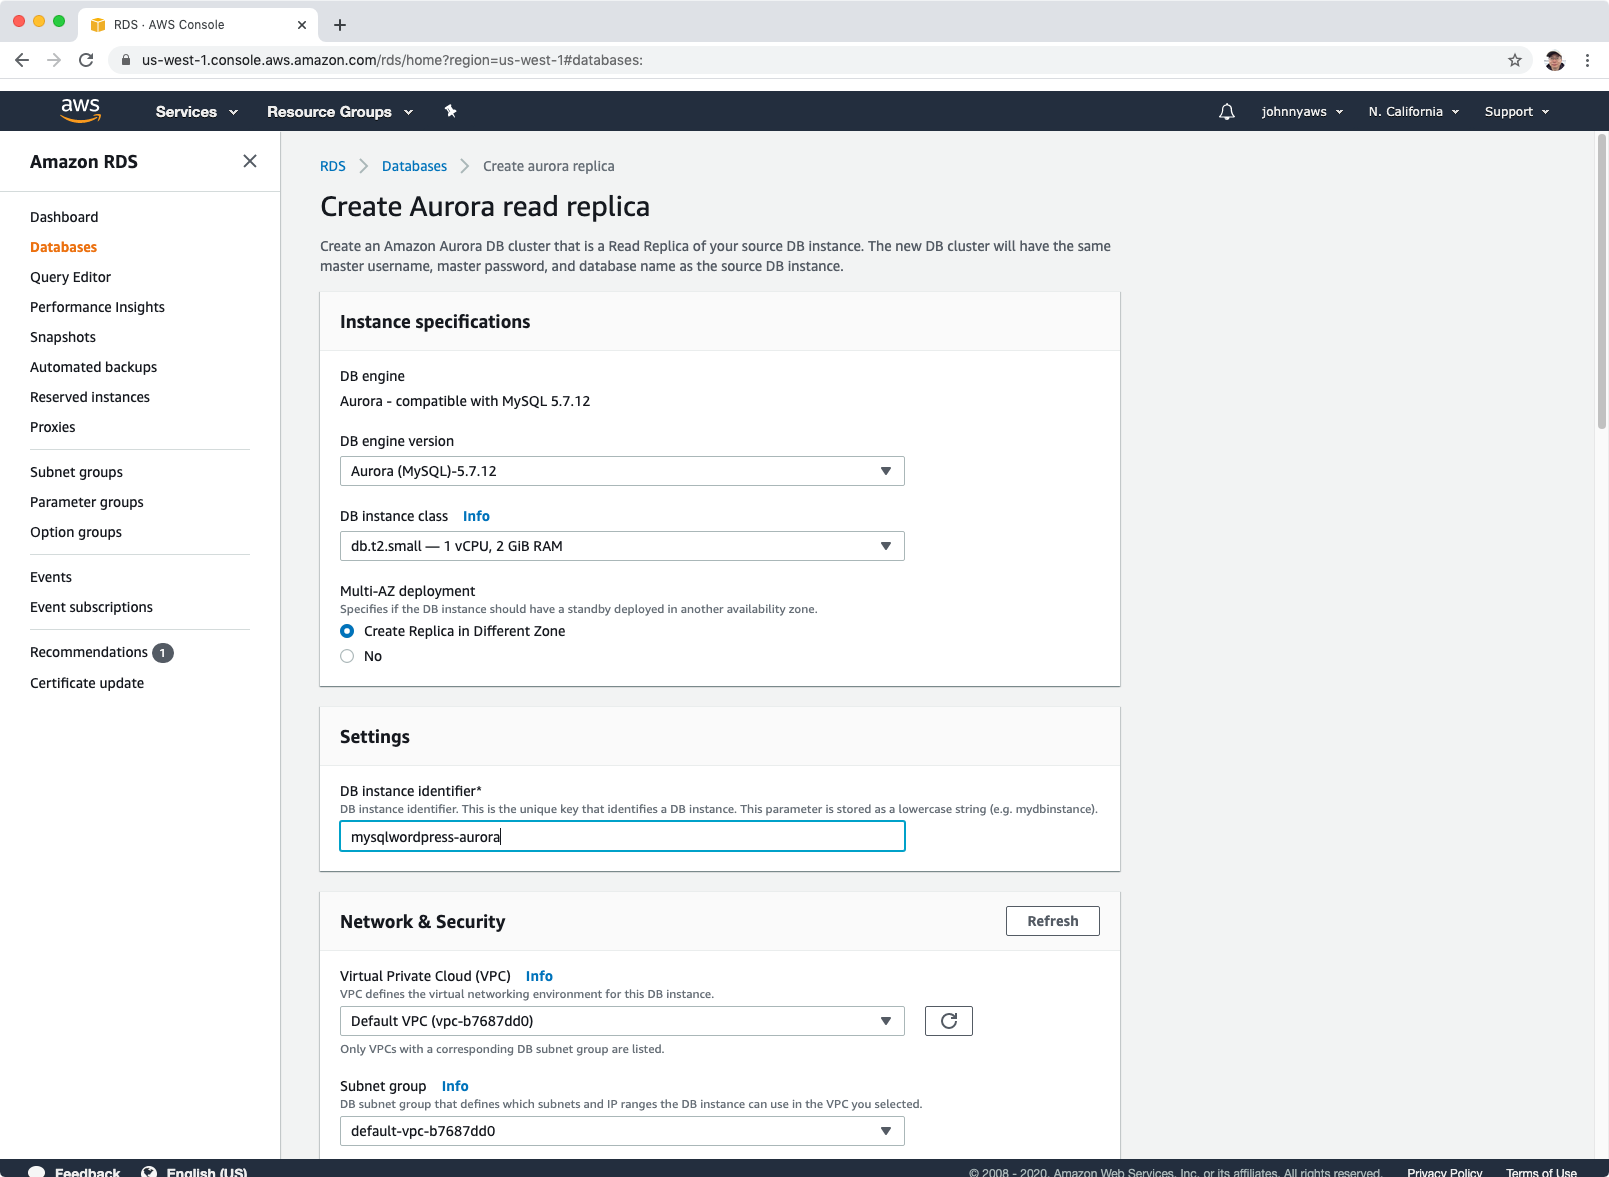 RDS · AWS Console
us-west-1.console.aws.amazon.com/rds/home?region=us-west-1#databases:
aws
Services
Resource Groups
johnnyaws
N. California
Support
Amazon RDS
Dashboard
Databases
Query Editor
Performance Insights
Snapshots
Automated backups
Reserved instances
Proxies
Subnet groups
Parameter groups
Option groups
Events
Event subscriptions
Recommendations 1
Certificate update
RDS
Databases
Create aurora replica
Create Aurora read replica
Create an Amazon Aurora DB cluster that is a Read Replica of your source DB instance. The new DB cluster will have the same
master username, master password, and database name as the source DB instance.
Instance specifications
DB engine
Aurora - compatible with MySQL 5.7.12
DB engine version
Aurora (MySQL)-5.7.12
DB instance class Info
db.t2.small — 1 vCPU, 2 GiB RAM
Multi-AZ deployment
Specifies if the DB instance should have a standby deployed in another availability zone.
Create Replica in Different Zone
No
Settings
DB instance identifier*
DB instance identifier. This is the unique key that identifies a DB instance. This parameter is stored as a lowercase string (e.g. mydbinstance).
mysqlwordpress-aurora
Network & Security
Refresh
Virtual Private Cloud (VPC) Info
VPC defines the virtual networking environment for this DB instance.
Default VPC (vpc-b7687dd0)
Only VPCs with a corresponding DB subnet group are listed.
Subnet group Info
DB subnet group that defines which subnets and IP ranges the DB instance can use in the VPC you selected.
default-vpc-b7687dd0
Feedback
English (US)
© 2008 - 2020, Amazon Web Services, Inc. or its affiliates. All rights reserved.
Privacy Policy
Terms of Use